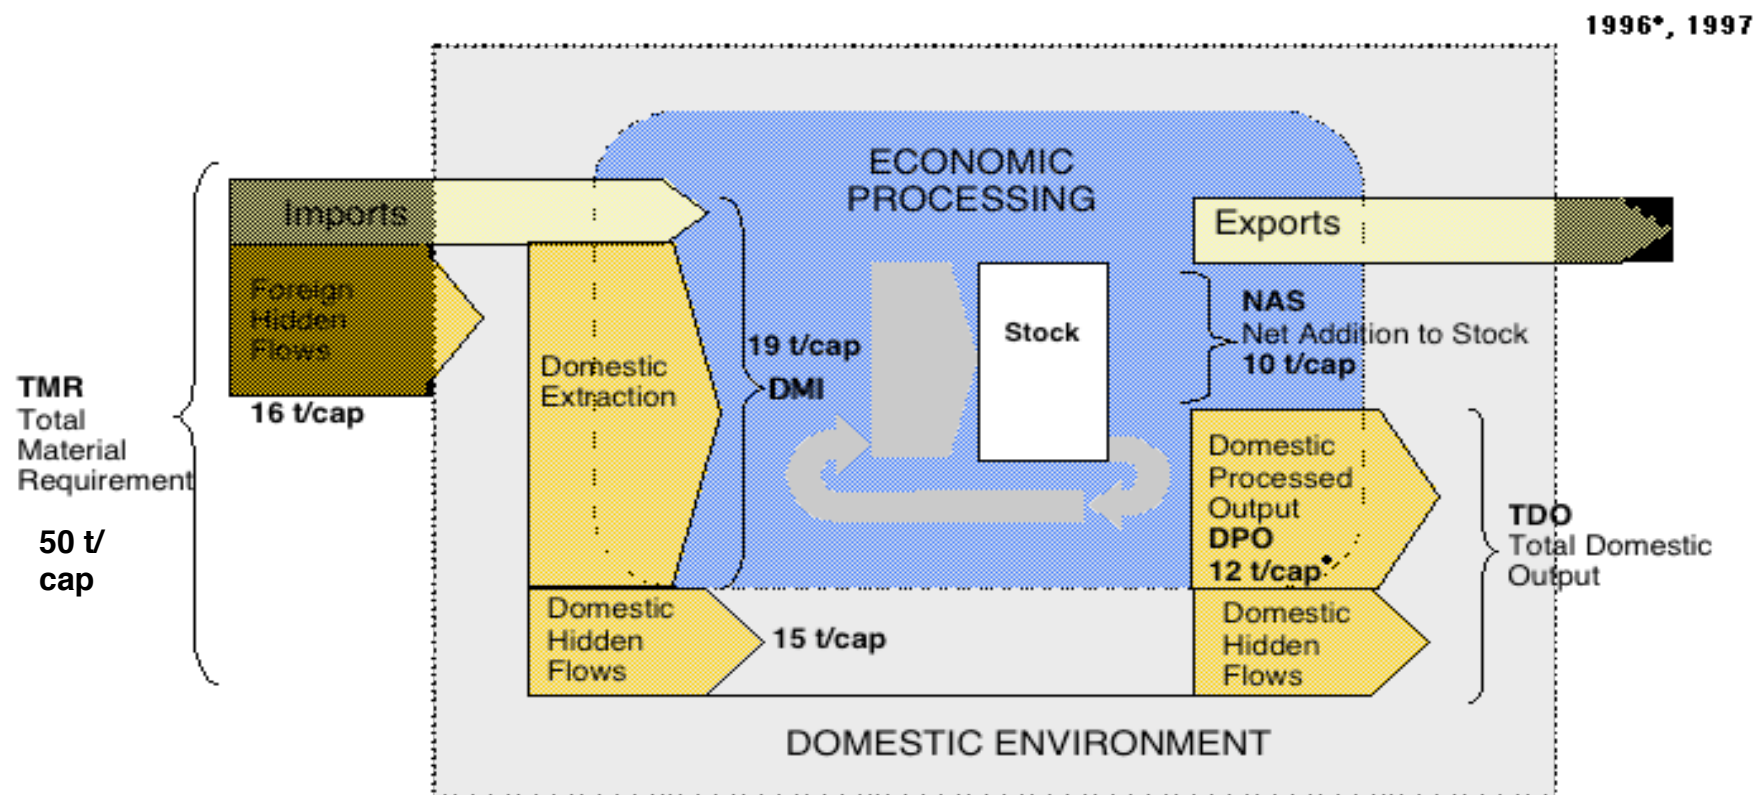 1996*, 1997
ECONOMIC
PROCESSING
Imports
Exports
Foreign
Hidden
Flows
16 t/cap
TMR
Total
Material
Requirement
50 t/
cap
Domestic
Extraction
19 t/cap
DMI
Stock
NAS
Net Addition to Stock
10 t/cap
Domestic
Processed
Output
DPO
12 t/cap*
TDO
Total Domestic
Output
Domestic
Hidden
Flows
15 t/cap
Domestic
Hidden
Flows
DOMESTIC ENVIRONMENT